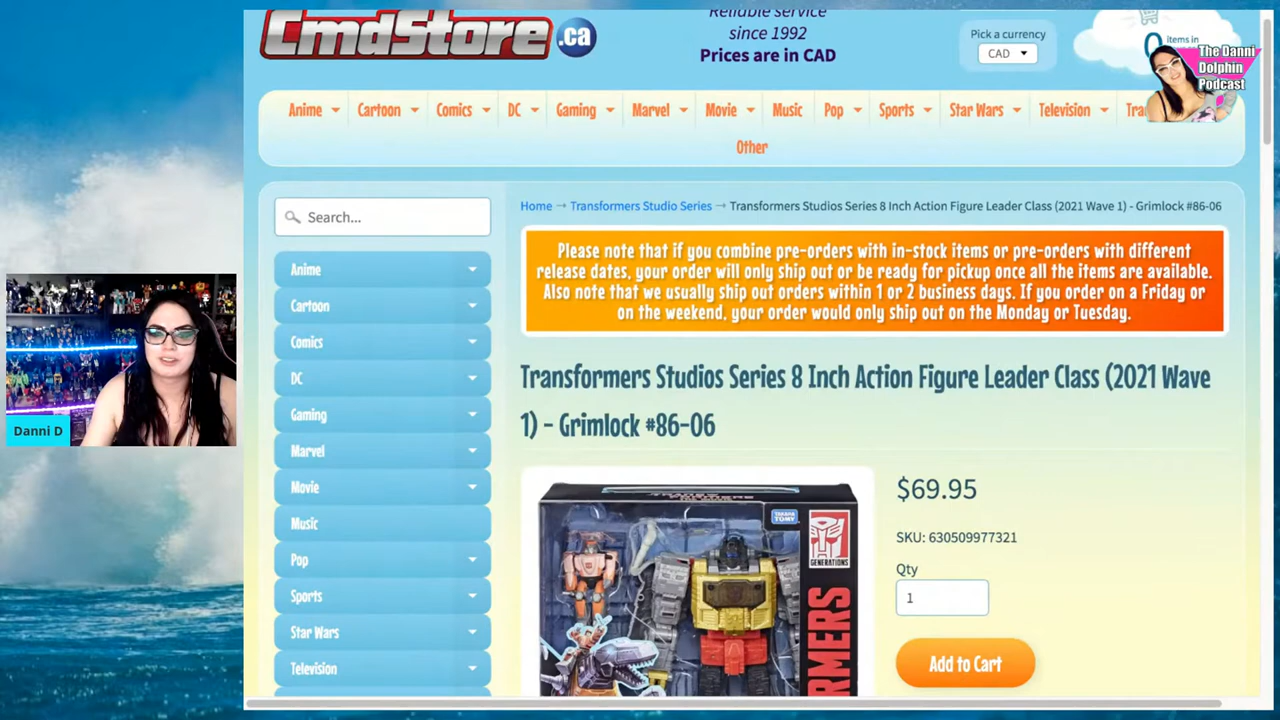 CmdStore.ca
Reliable service
since 1992
Prices are in CAD
Pick a currency
CAD
0 items in
The Danni
Dolphin
Podcast
Anime Cartoon Comics DC Gaming Marvel Movie Music Pop Sports Star Wars Television
Other
Search...
Anime
Cartoon
Comics
DC
Gaming
Marvel
Movie
Music
Pop
Sports
Star Wars
Television
Home → Transformers Studio Series → Transformers Studios Series 8 Inch Action Figure Leader Class (2021 Wave 1) - Grimlock #86-06
Please note that if you combine pre-orders with in-stock items or pre-orders with different
release dates, your order will only ship out or be ready for pickup once all the items are available.
Also note that we usually ship out orders within 1 or 2 business days. If you order on a Friday or
on the weekend, your order would only ship out on the Monday or Tuesday.
Transformers Studios Series 8 Inch Action Figure Leader Class (2021 Wave
1) - Grimlock #86-06
TAKARA
TOMY
GENERATIONS
RMERS
$69.95
SKU: 630509977321
Qty
1
Add to Cart
Danni D